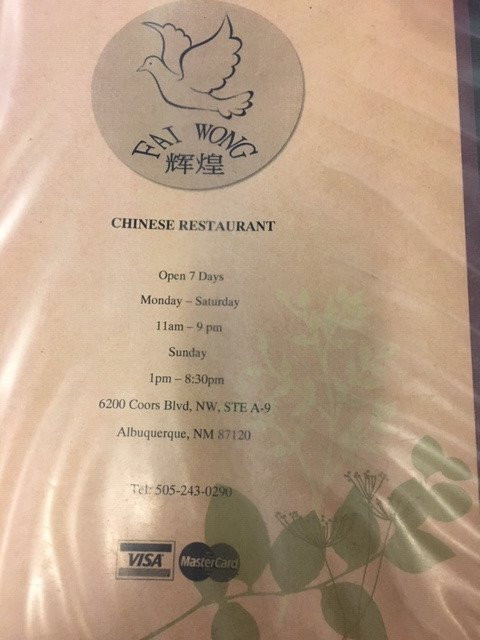 FAI WONG
辉煌
CHINESE RESTAURANT
Open 7 Days
Monday – Saturday
11am – 9 pm
Sunday
1pm – 8:30pm
6200 Coors Blvd, NW, STE A-9
Albuquerque, NM 87120
Tel: 505-243-0290
VISA MasterCard